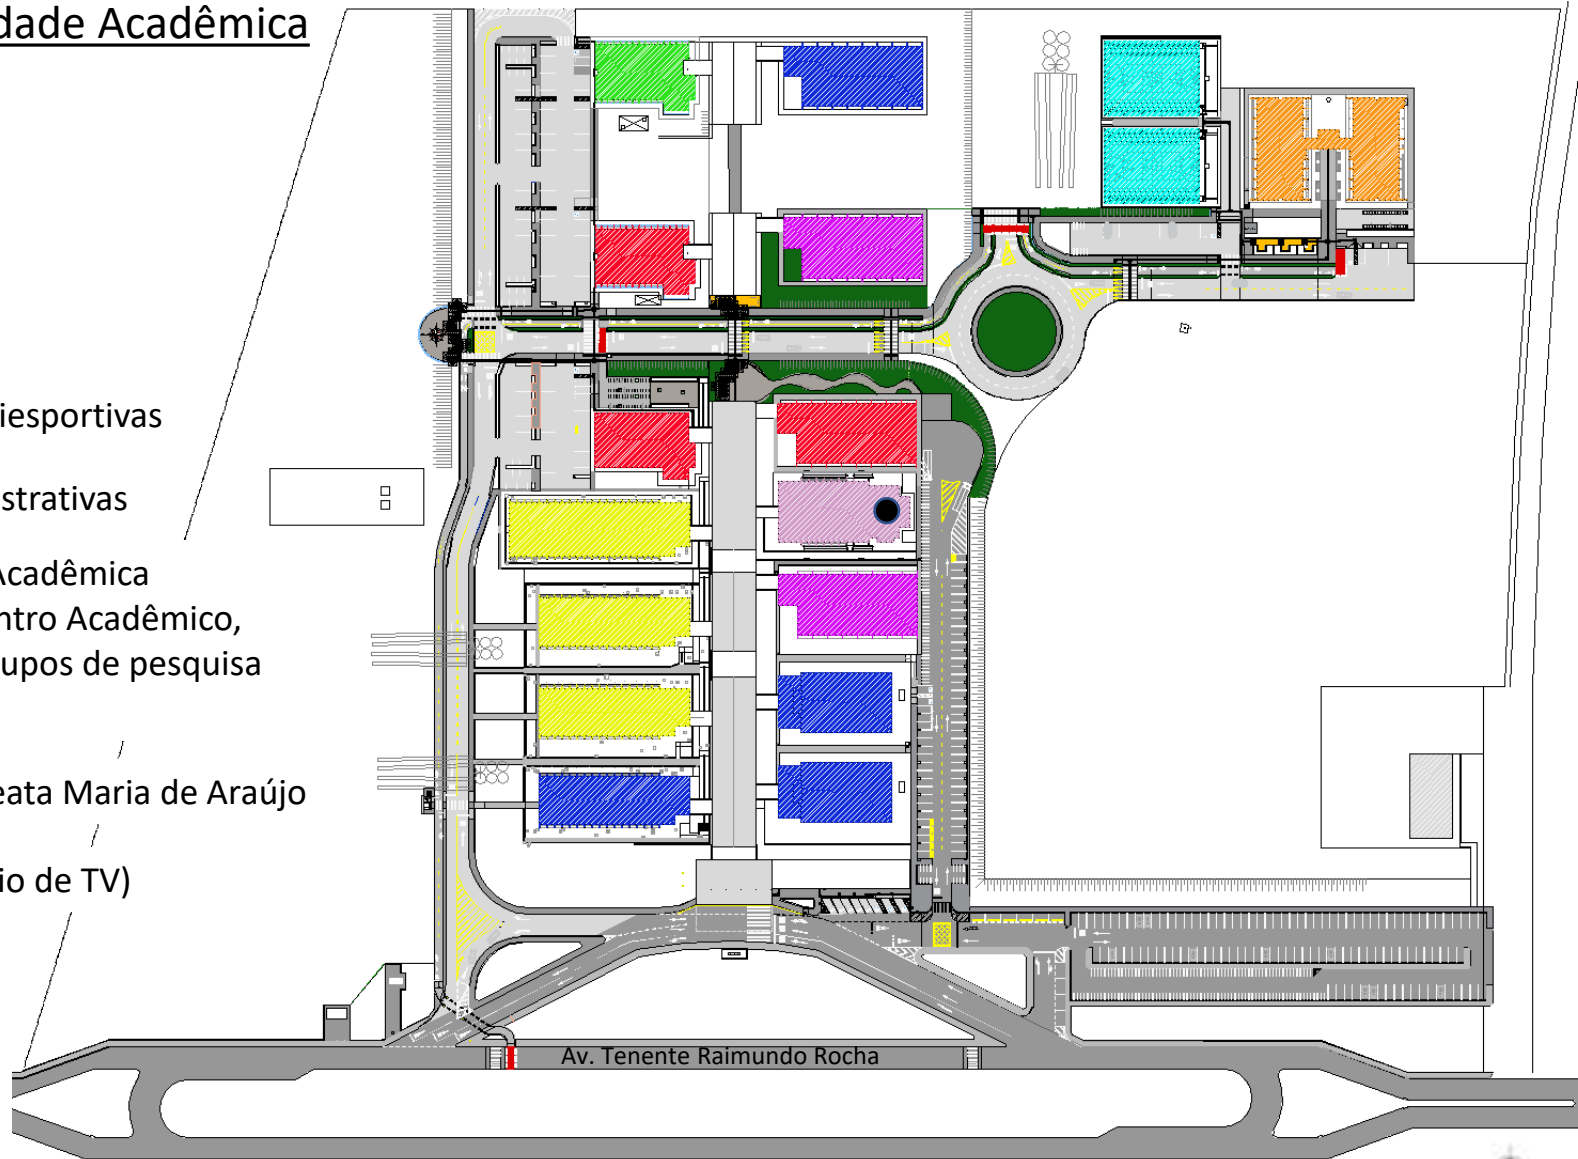 dade Acadêmica
iesportivas
strativas
Acadêmica
ntro Acadêmico,
upos de pesquisa
eata Maria de Araújo
io de TV)
Av. Tenente Raimundo Rocha